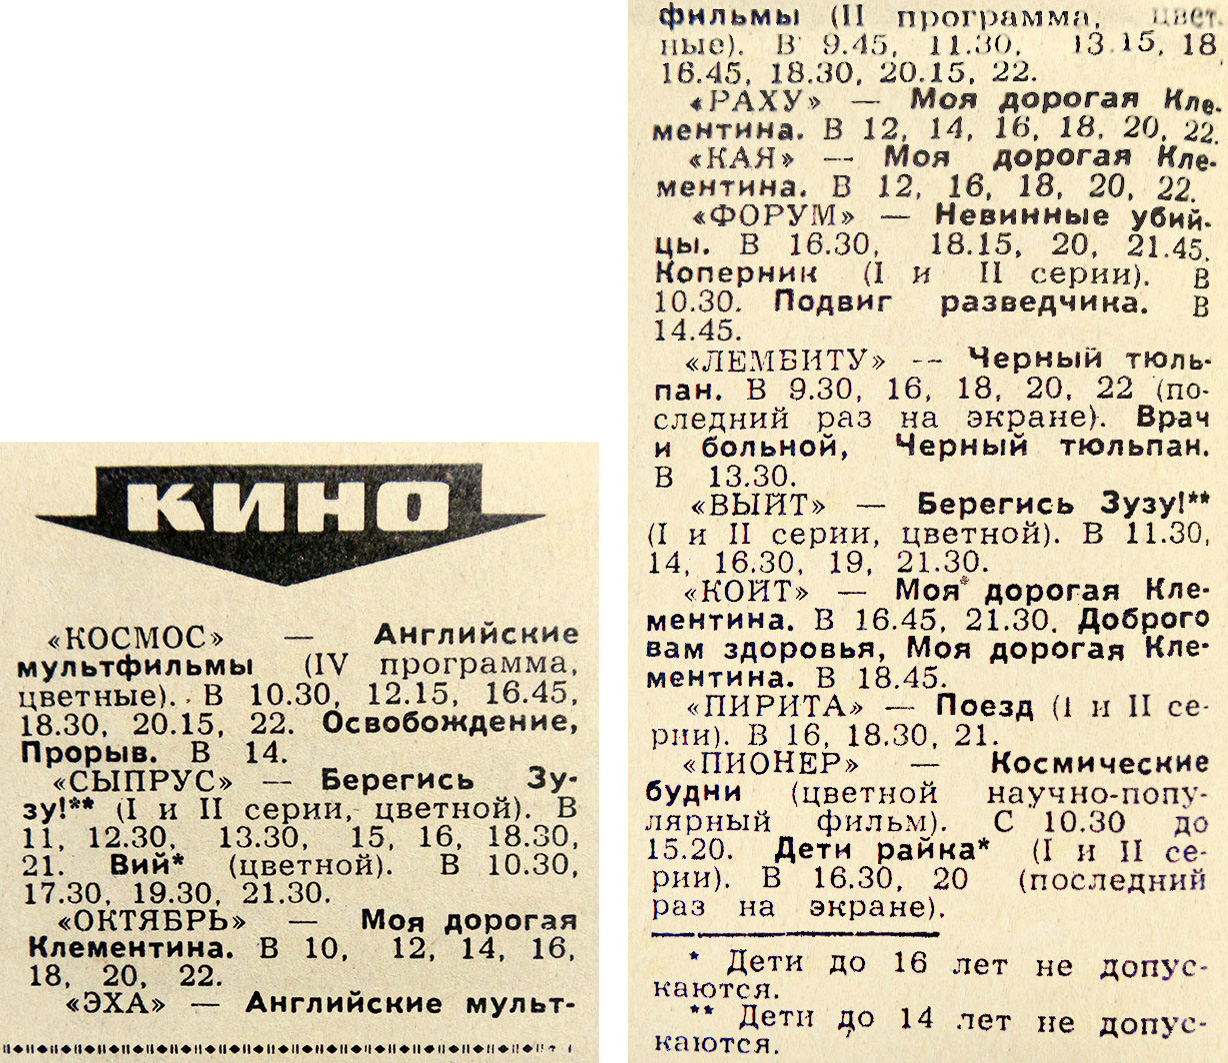 КИНО
«КОСМОС» — Английские
мультфильмы (IV программа,
цветные). В 10.30, 12.15, 16.45,
18.30, 20.15, 22. Освобождение,
Прорыв. В 14.
«СЫПРУС» — Берегись Зу-
зу!** (I и II серии, цветной). В
11, 12.30, 13.30, 15, 16, 18.30,
21. Вий* (цветной). В 10.30,
17.30, 19.30, 21.30.
«ОКТЯБРЬ» — Моя дорогая
Клементина. В 10, 12, 14, 16,
18, 20, 22.
«ЭХА» — Английские мульт-
фильмы (II программа, цвет-
ные). В 9.45, 11.30, 13.15, 18
16.45, 18.30, 20.15, 22.
«РАХУ» — Моя дорогая Кле-
ментина. В 12, 14, 16, 18, 20, 22.
«КАЯ» — Моя дорогая Кле-
ментина. В 12, 16, 18, 20, 22.
«ФОРУМ» — Невинные убий-
цы. В 16.30, 18.15, 20, 21.45.
Коперник (I и II серии). В
10.30. Подвиг разведчика. В
14.45.
«ЛЕМБИТУ» — Черный тюль-
пан. В 9.30, 16, 18, 20, 22 (по-
следний раз на экране). Врач
и больной, Черный тюльпан.
В 13.30.
«ВЫЙТ» — Берегись Зузу!**
(I и II серии, цветной). В 11.30,
14, 16.30, 19, 21.30.
«КОЙТ» — Моя дорогая Кле-
ментина. В 16.45, 21.30. Доброго
вам здоровья, Моя дорогая Кле-
ментина. В 18.45.
«ПИРИТА» — Поезд (I и II се-
рии). В 16, 18.30, 21.
«ПИОНЕР» — Космические
будни (цветной научно-попу-
лярный фильм). С 10.30 до
15.20. Дети райка* (I и II се-
рии). В 16.30, 20 (последний
раз на экране).
* Дети до 16 лет не допус-
каются.
** Дети до 14 лет не допус-
каются.